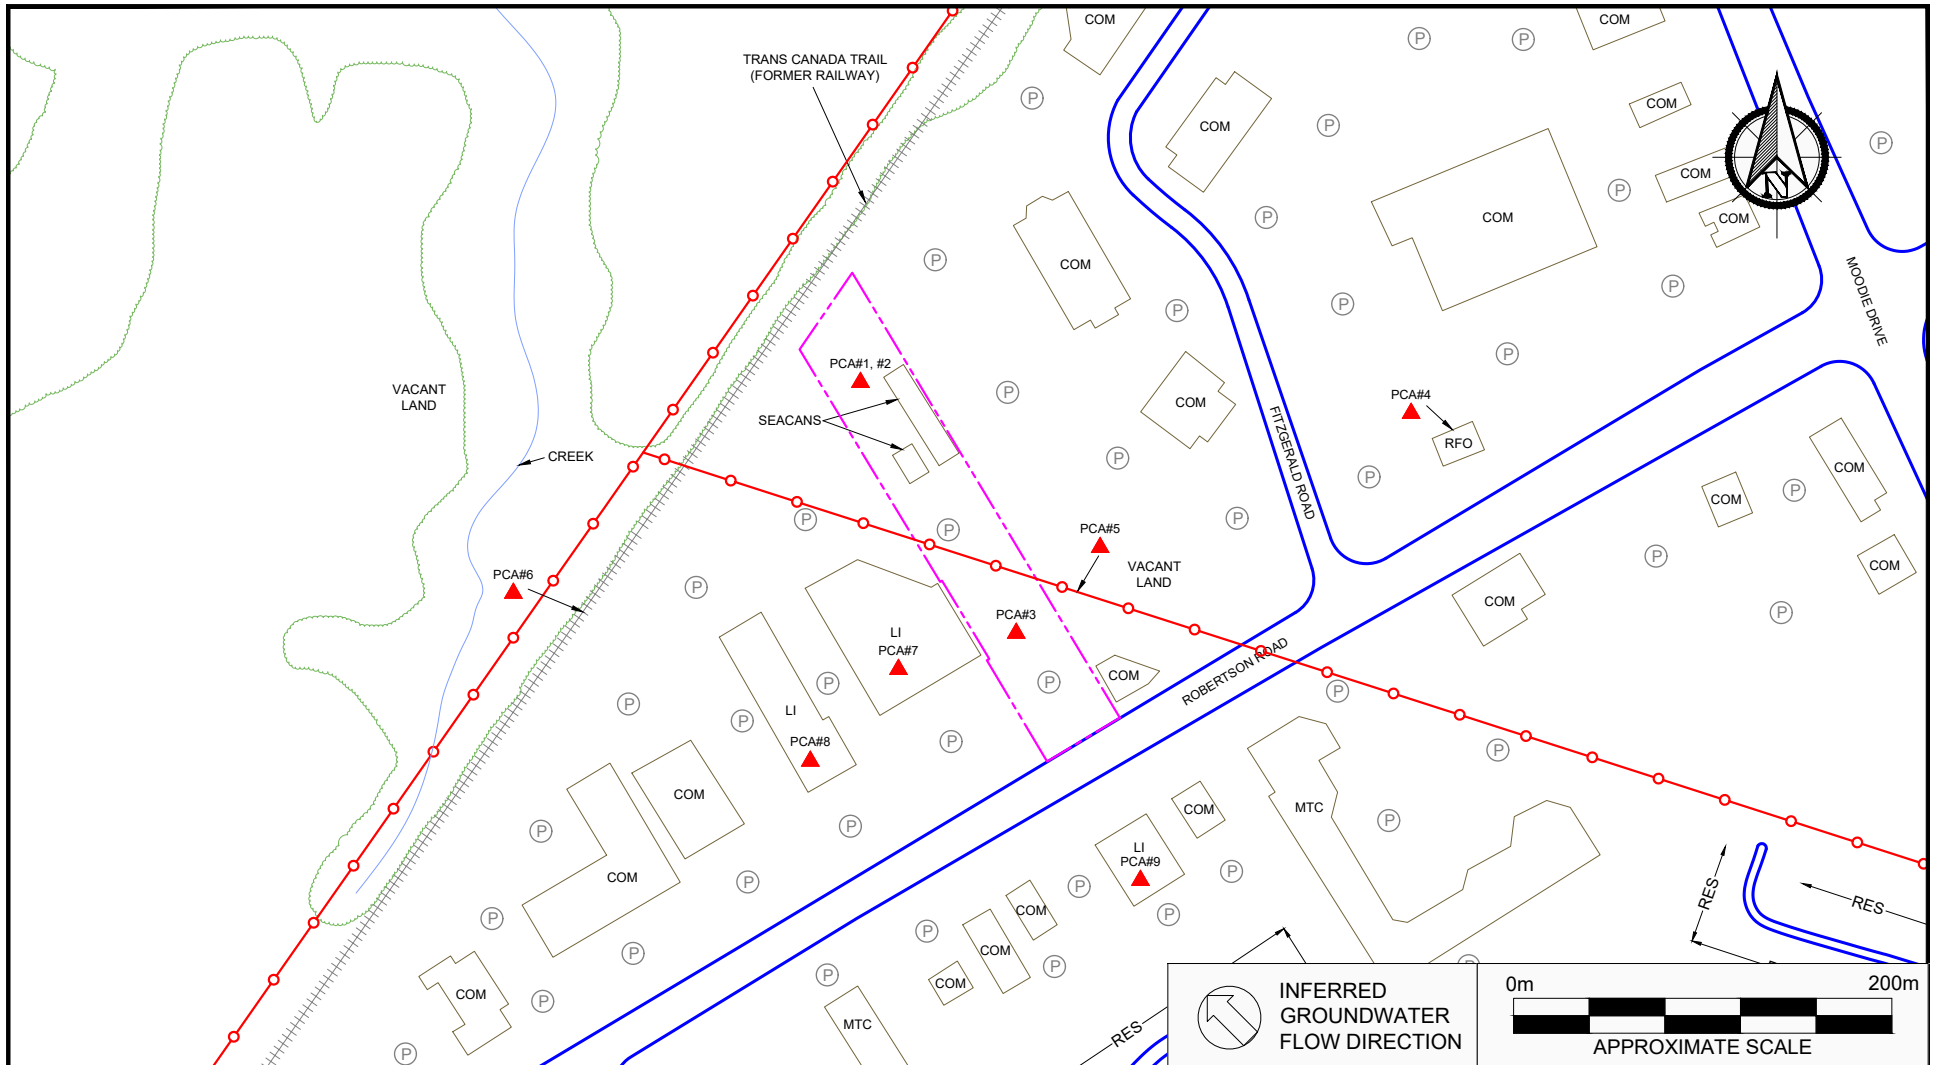 COM
COM
P
P
TRANS CANADA TRAIL
(FORMER RAILWAY)
P
COM
P
COM
P
COM
COM
N
P
P
COM
COM
P
P
COM
P
COM
MOODIE DRIVE
P
P
P
PCA#1, #2
P
VACANT
LAND
P
COM
PCA#4
SEACANS
FITZGERALD ROAD
RFO
CREEK
P
P
COM
P
COM
P
P
P
PCA#5
P
VACANT
LAND
COM
PCA#6
P
COM
P
PCA#3
LI
PCA#7
P
COM
P
P
ROBERTSON ROAD
P
P
LI
P
PCA#8
P
P
COM
MTC
COM
P
P
P
LI
PCA#9
COM
P
P
P
RES
RES
P
COM
P
P
P
COM
P
P
P
COM
COM
P
MTC
RES
INFERRED
GROUNDWATER
FLOW DIRECTION
0m 200m
APPROXIMATE SCALE